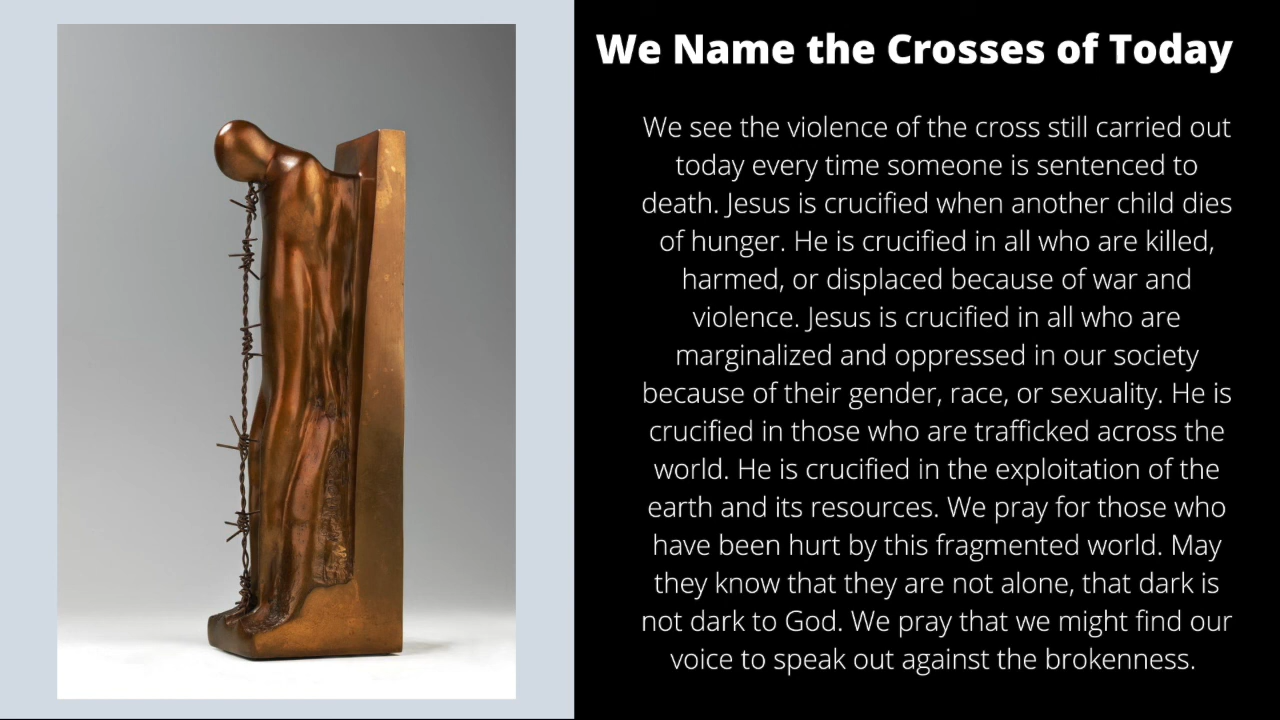 We Name the Crosses of Today
We see the violence of the cross still carried out
today every time someone is sentenced to
death. Jesus is crucified when another child dies
of hunger. He is crucified in all who are killed,
harmed, or displaced because of war and
violence. Jesus is crucified in all who are
marginalized and oppressed in our society
because of their gender, race, or sexuality. He is
crucified in those who are trafficked across the
world. He is crucified in the exploitation of the
earth and its resources. We pray for those who
have been hurt by this fragmented world. May
they know that they are not alone, that dark is
not dark to God. We pray that we might find our
voice to speak out against the brokenness.